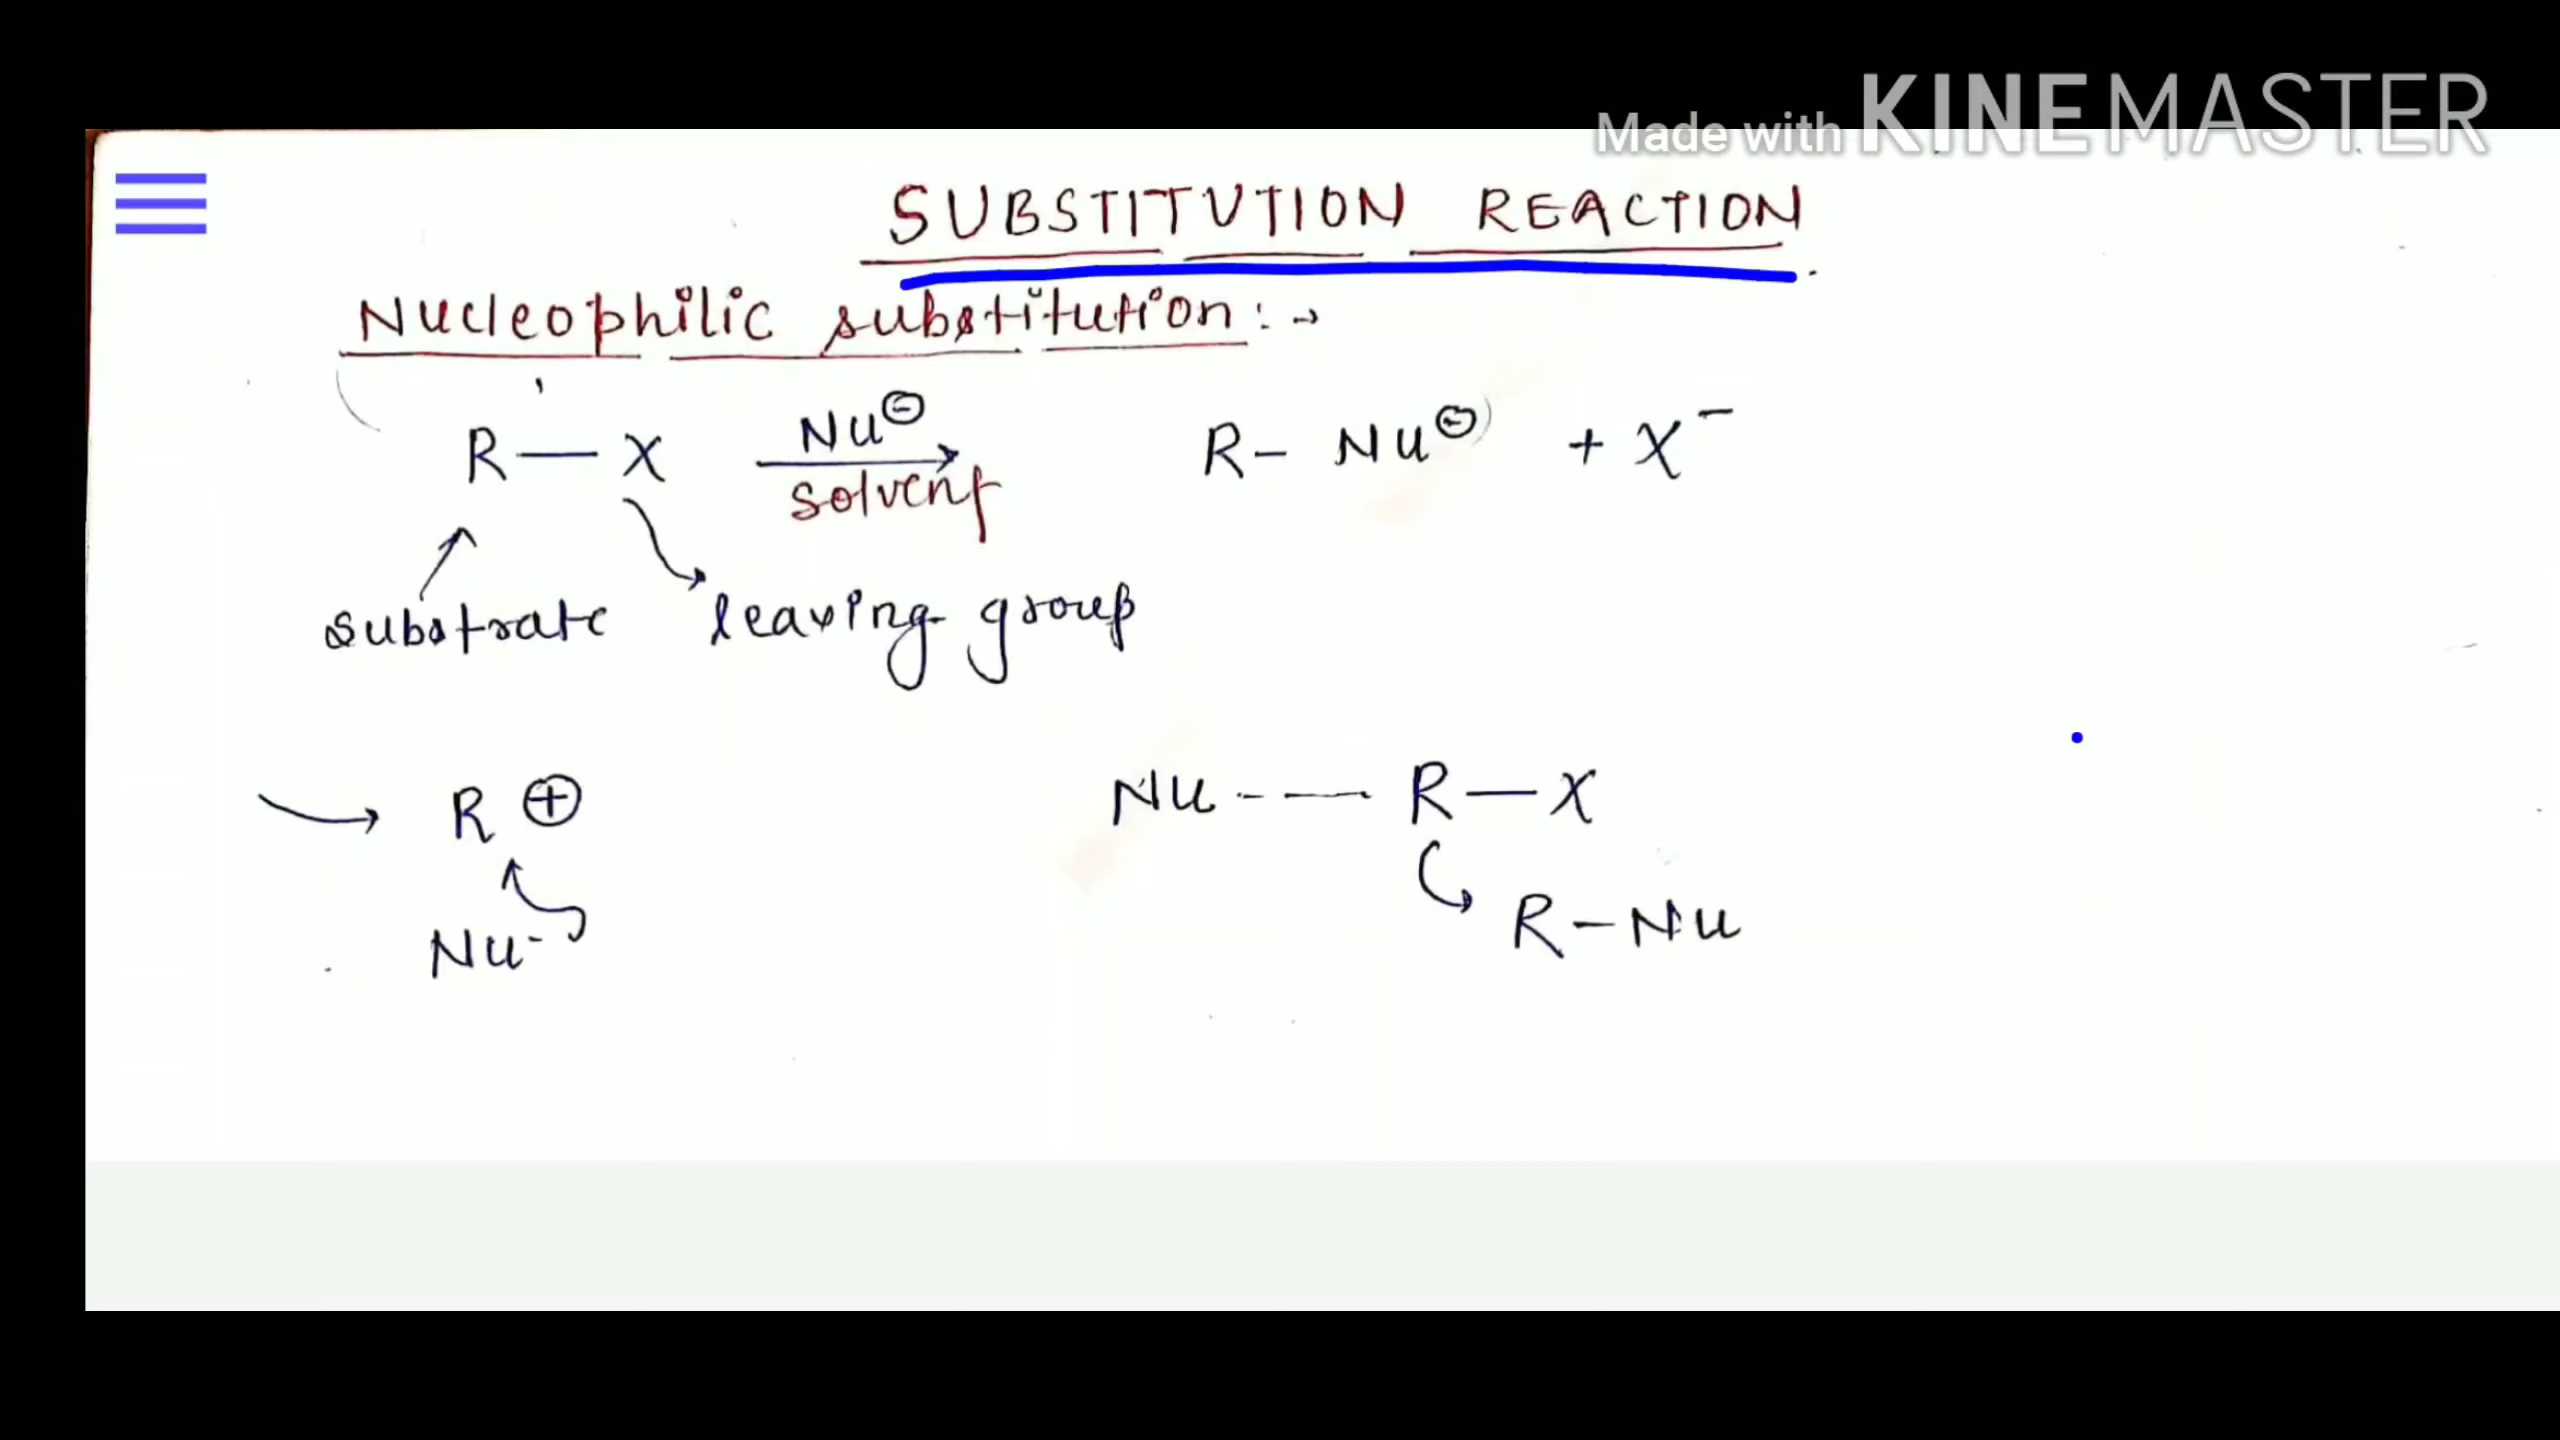 Made with KINEMASTER
SUBSTITUTION REACTION
Nucleophilic substitution : →
R — X Nu⊖ → solvent R - Nu⊖ + X⁻
substrate leaving group
→ R ⊕ Nu - - — R — X
Nu⁻ R - Nu